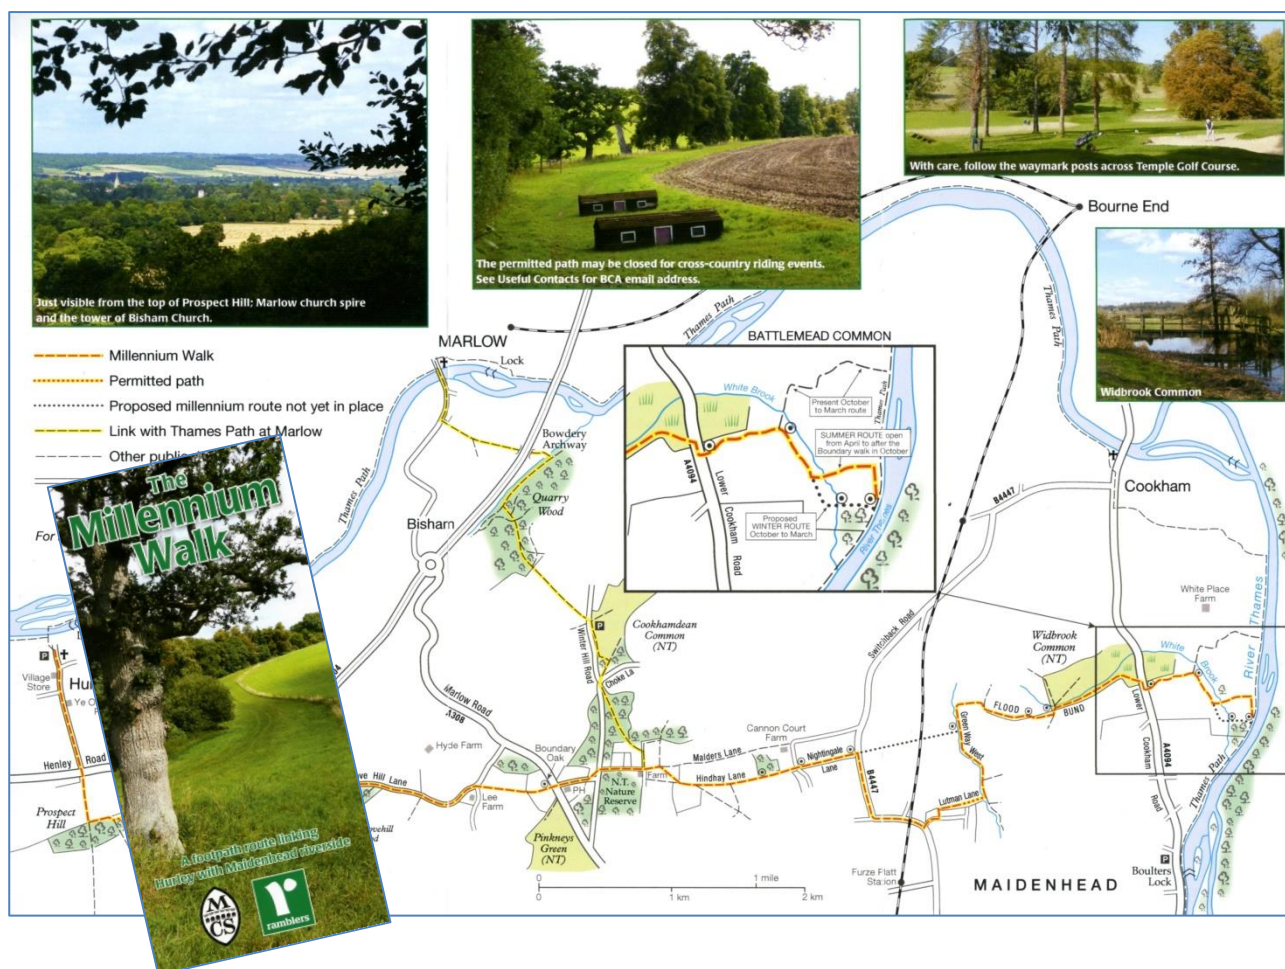 Just visible from the top of Prospect Hill; Marlow church spire
and the tower of Bisham Church.
The permitted path may be closed for cross-country riding events.
See Useful Contacts for BCA email address.
With care, follow the waymark posts across Temple Golf Course.
Widbrook Common
Millennium Walk
Permitted path
Proposed millennium route not yet in place
Link with Thames Path at Marlow
Other
For
The
Millennium
Walk
A footpath route linking
Hurley with Maidenhead riverside
M
CS
r
ramblers
MARLOW
Lock
Thames Path
Thames Path
Thames Path
Bourne End
Bowdery
Archway
Quarry
Wood
Bisham
BATTLEMEAD COMMON
White Brook
Present October
to March route
Thames Path
SUMMER ROUTE open
from April to after the
Boundary walk in October
A4094
Lower
Cookham
Road
Proposed
WINTER ROUTE
October to March
River Thames
B4447
Cookham
White Place
Farm
River Thames
Cookhamdean
Common
(NT)
P
Winter Hill Road
Choke La
Switchback Road
Widbrook
Common
(NT)
White
Brook
FLOOD
BUND
Green Way
West
Lower
Cookham
Road
A4094
Thames Path
P
Village
Store
Henley
Road
Prospect
Hill
Marlow Road
A308
Hyde Farm
Boundary
Oak
Lee
Farm
PH
N.T.
Nature
Reserve
Farm
Pinkneys
Green
(NT)
Malders Lane
Hindhay Lane
Cannon Court
Farm
Nightingale
Lane
B4447
Lutman Lane
Furze Platt
Station
MAIDENHEAD
P
Boulters
Lock
0
1 mile
0
1 km
2 km